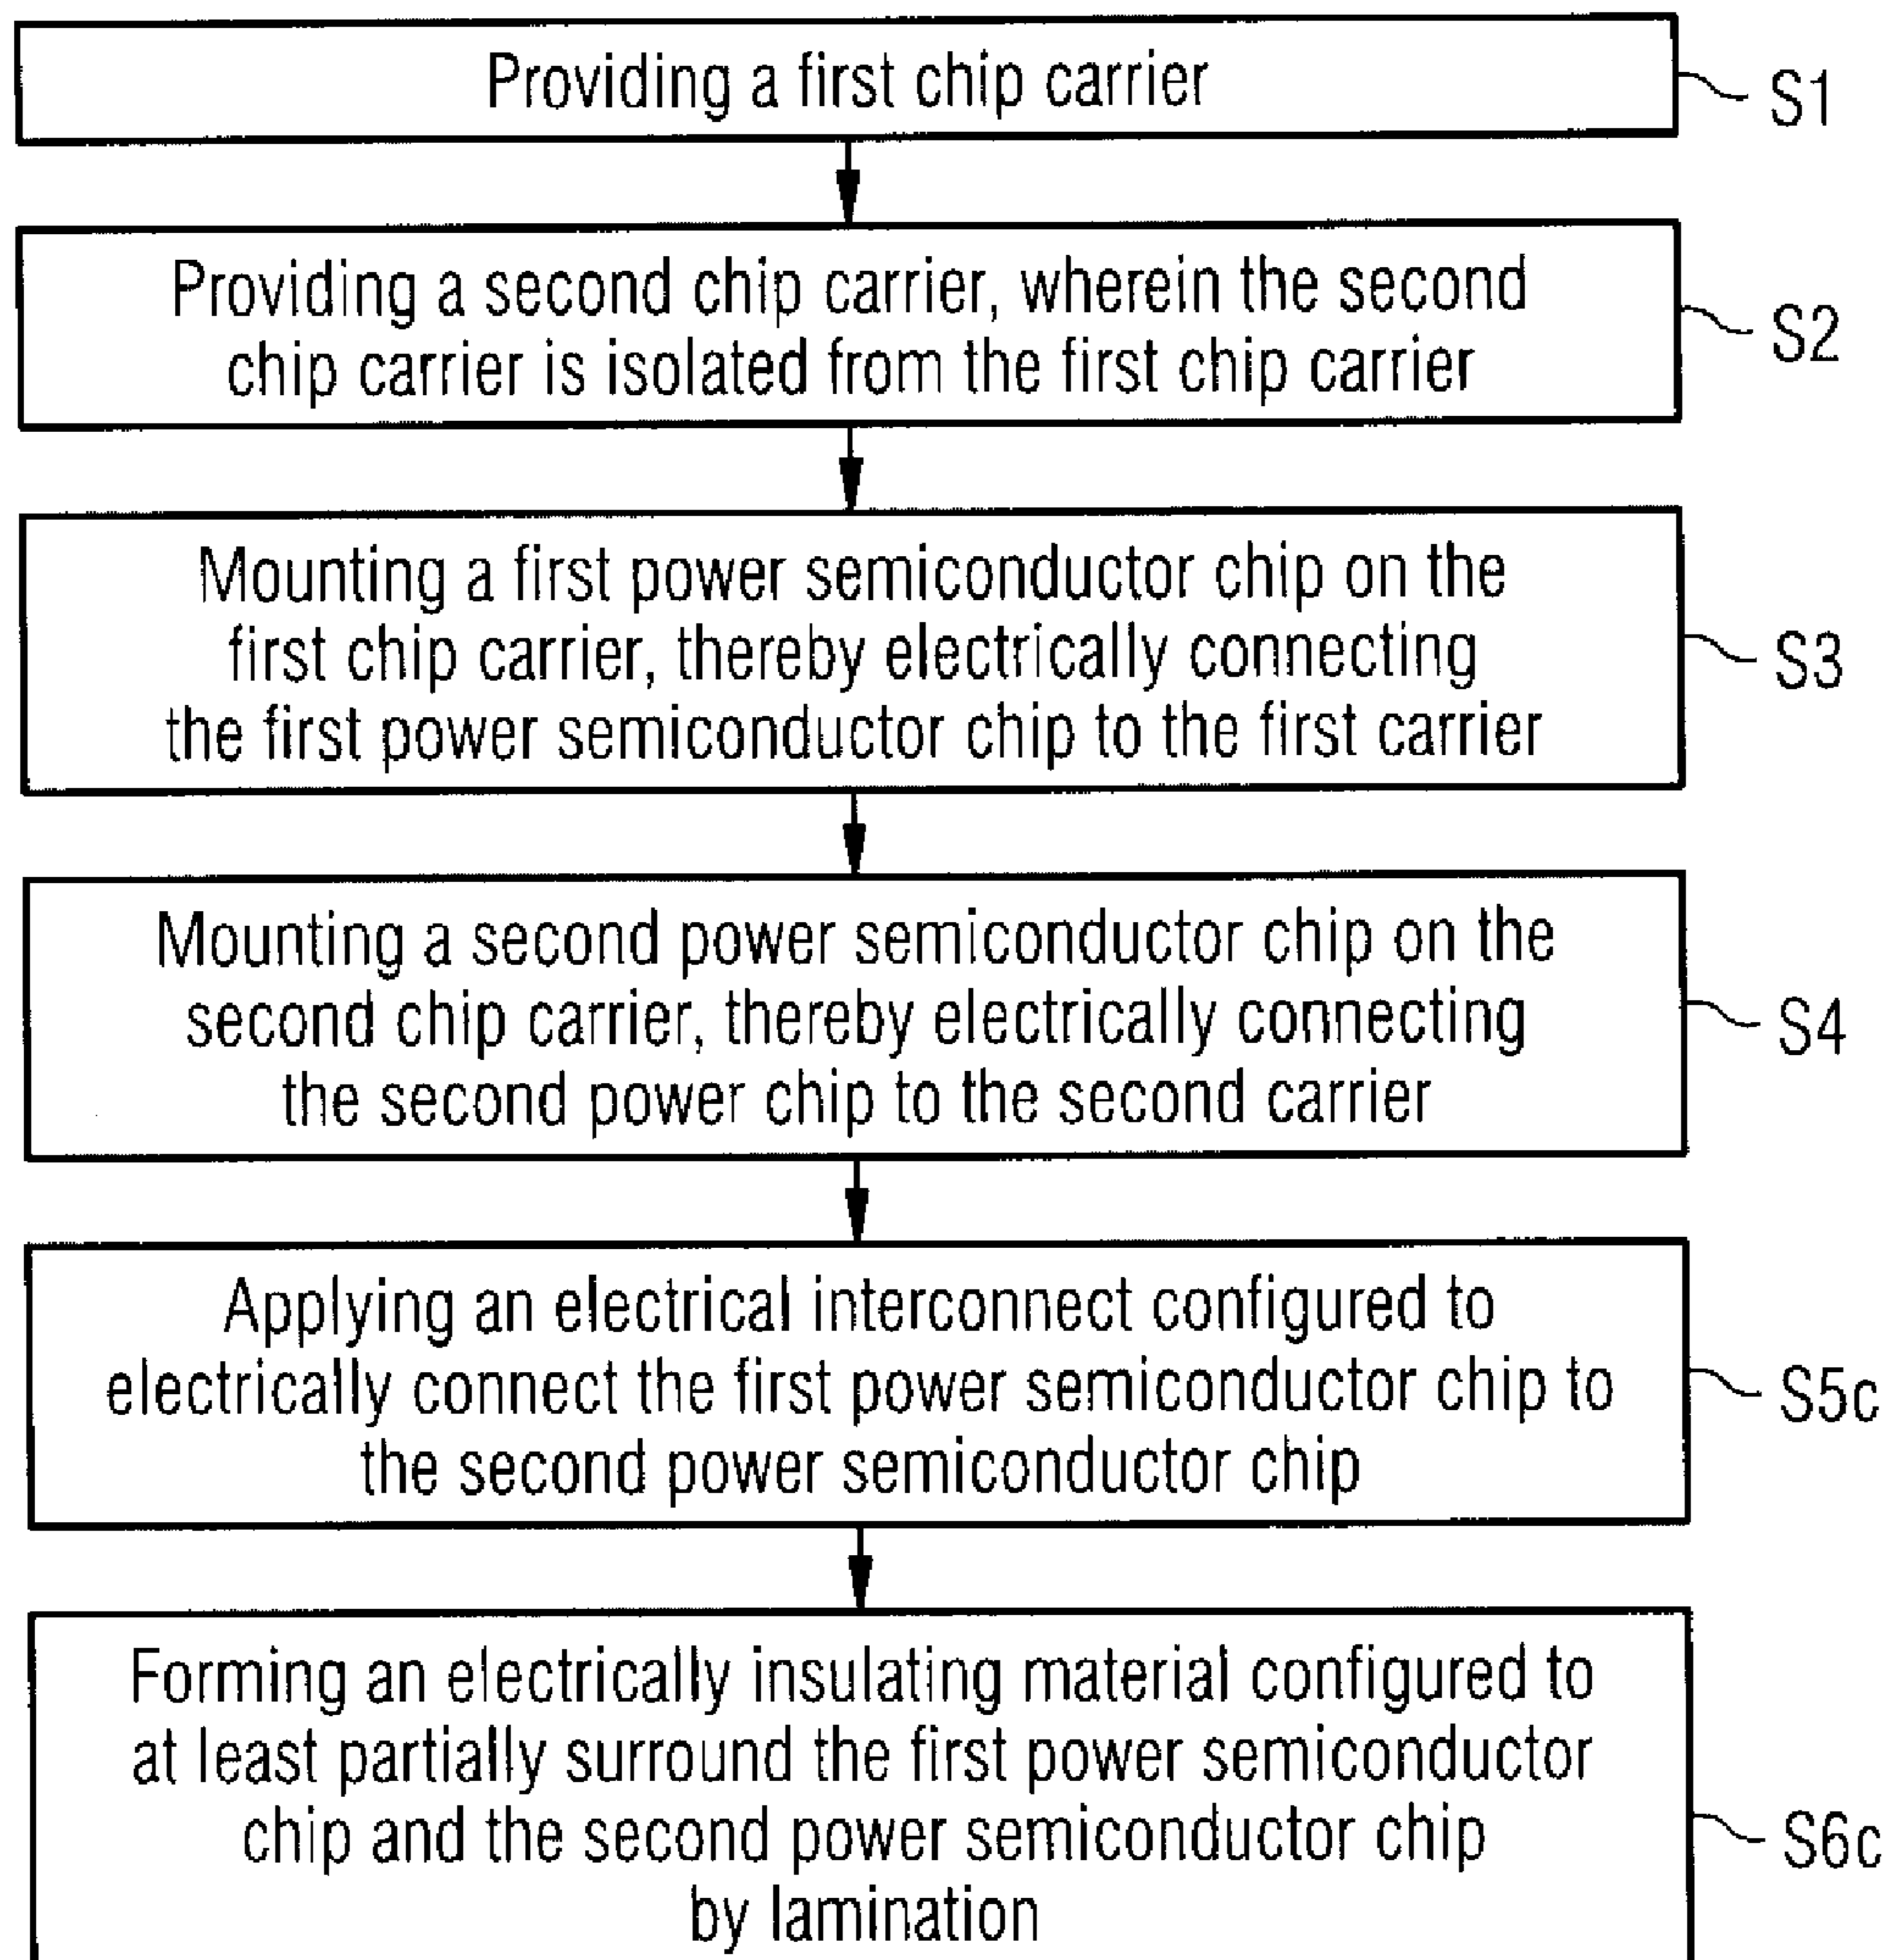 Providing a first chip carrier
S1
Providing a second chip carrier, wherein the second
chip carrier is isolated from the first chip carrier
S2
Mounting a first power semiconductor chip on the
first chip carrier, thereby electrically connecting
the first power semiconductor chip to the first carrier
S3
Mounting a second power semiconductor chip on the
second chip carrier, thereby electrically connecting
the second power chip to the second carrier
S4
Applying an electrical interconnect configured to
electrically connect the first power semiconductor chip to
the second power semiconductor chip
S5c
Forming an electrically insulating material configured to
at least partially surround the first power semiconductor
chip and the second power semiconductor chip
by lamination
S6c